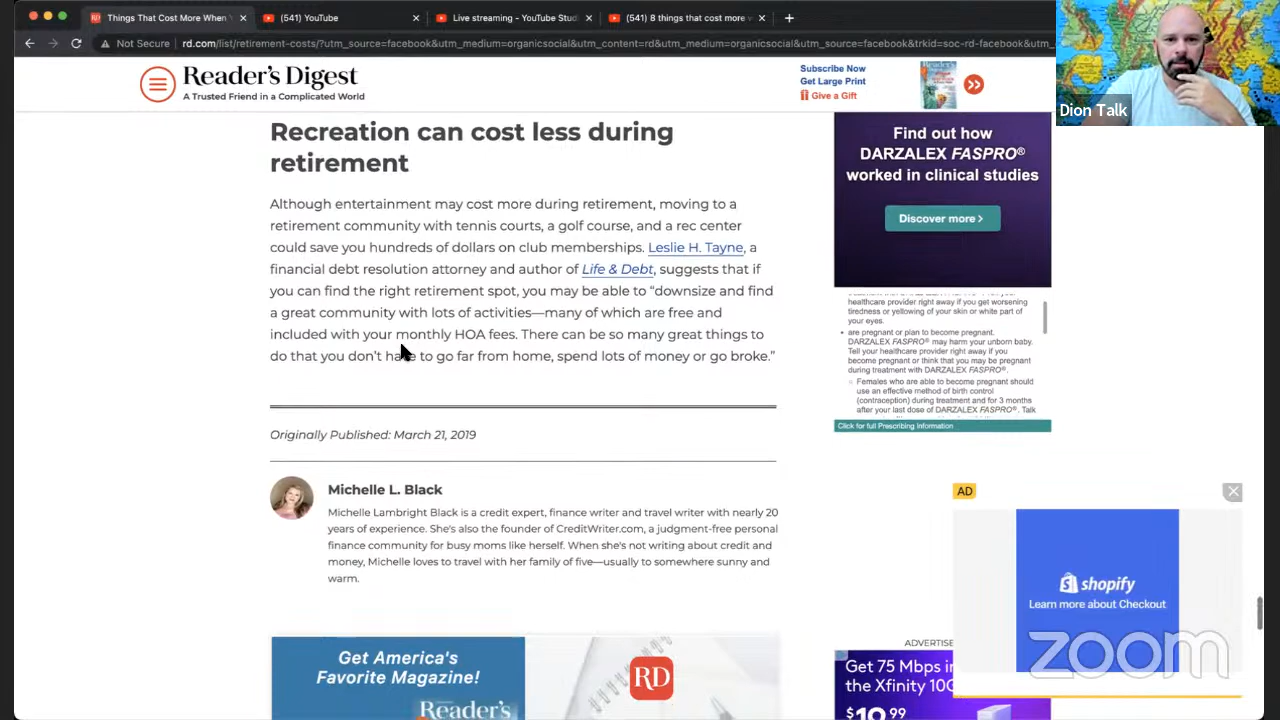 Things That Cost More When
(541) YouTube
Live streaming - YouTube Stud
(541) 8 things that cost more v
Not Secure
rd.com/list/retirement-costs/?utm_source=facebook&utm_medium=organicsocial&utm_content=rd&utm_medium=organicsocial&utm_source=facebook&trkid=soc-rd-facebook&utm_
Dion Talk
Reader's Digest
A Trusted Friend in a Complicated World
Subscribe Now
Get Large Print
Give a Gift
Recreation can cost less during
retirement
Although entertainment may cost more during retirement, moving to a
retirement community with tennis courts, a golf course, and a rec center
could save you hundreds of dollars on club memberships. Leslie H. Tayne, a
financial debt resolution attorney and author of Life & Debt, suggests that if
you can find the right retirement spot, you may be able to “downsize and find
a great community with lots of activities—many of which are free and
included with your monthly HOA fees. There can be so many great things to
do that you don’t have to go far from home, spend lots of money or go broke.”
Originally Published: March 21, 2019
Michelle L. Black
Michelle Lambright Black is a credit expert, finance writer and travel writer with nearly 20
years of experience. She's also the founder of CreditWriter.com, a judgment-free personal
finance community for busy moms like herself. When she's not writing about credit and
money, Michelle loves to travel with her family of five—usually to somewhere sunny and
warm.
Get America's
Favorite Magazine!
Reader's
RD
Find out how
DARZALEX FASPRO®
worked in clinical studies
Discover more >
healthcare provider right away if you get worsening
tiredness or yellowing of your skin or white part of
your eyes.
are pregnant or plan to become pregnant.
DARZALEX FASPRO® may harm your unborn baby.
Tell your healthcare provider right away if you
become pregnant or think that you may be pregnant
during treatment with DARZALEX FASPRO®.
Females who are able to become pregnant should
use an effective method of birth control
(contraception) during treatment and for 3 months
after your last dose of DARZALEX FASPRO®. Talk
Click for full Prescribing Information
AD
shopify
Learn more about Checkout
zoom
ADVERTISE
Get 75 Mbps in
the Xfinity 10G
$19.99